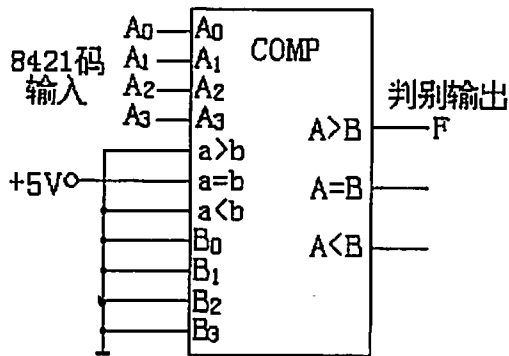 8421码
输入
A0 A0
A1 A1
A2 A2
A3 A3
COMP
a>b
+5V a=b
a<b
B0
B1
B2
B3
判别输出
A>B F
A=B
A<B